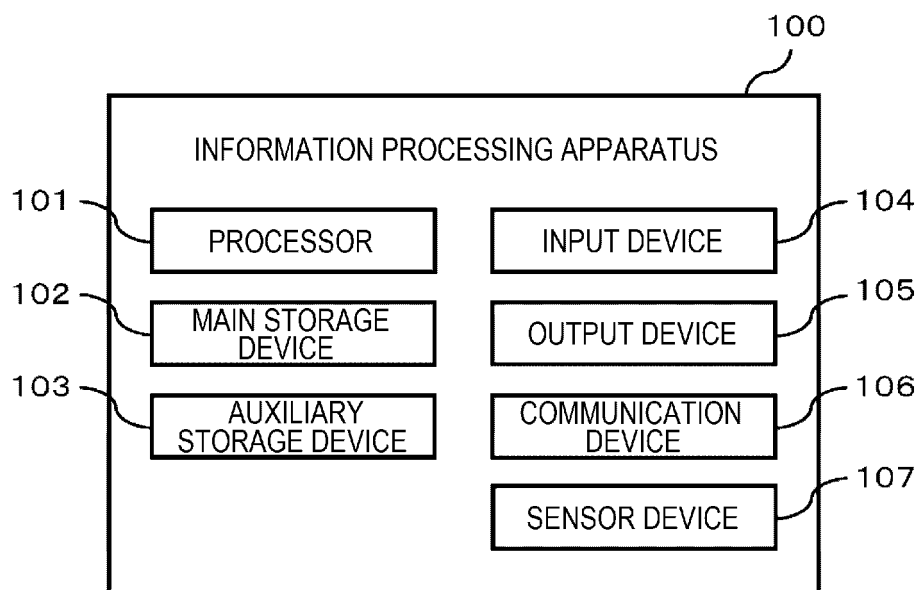 100
INFORMATION PROCESSING APPARATUS
101
PROCESSOR
102
MAIN STORAGE
DEVICE
103
AUXILIARY
STORAGE DEVICE
104
INPUT DEVICE
105
OUTPUT DEVICE
106
COMMUNICATION
DEVICE
107
SENSOR DEVICE